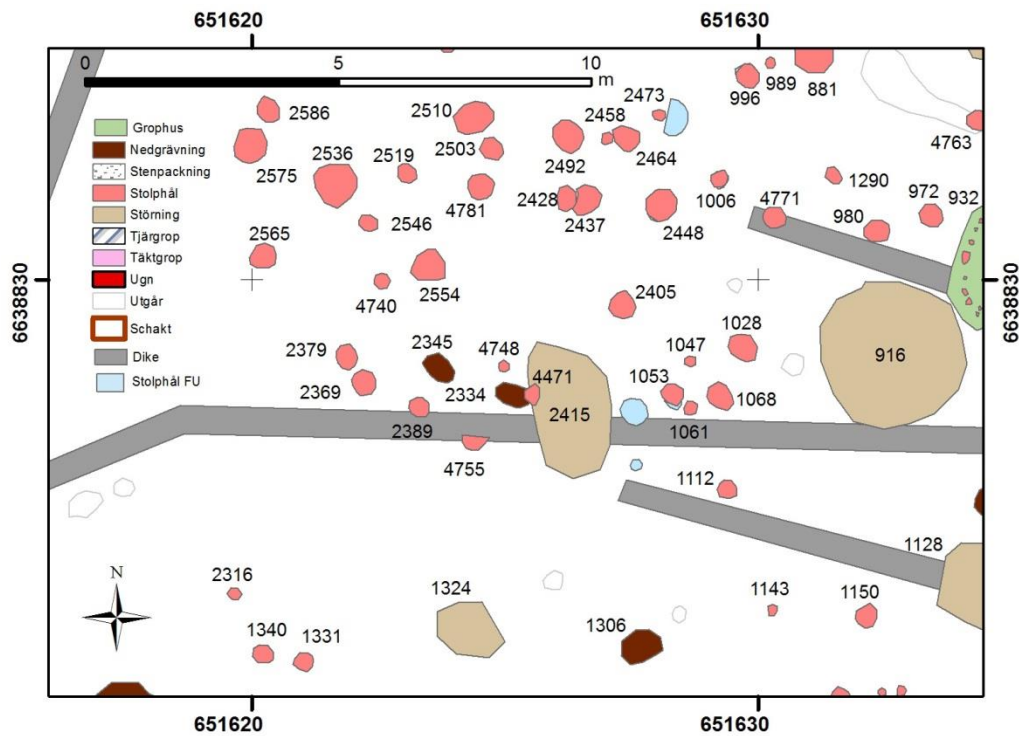 651620 651630
0 5 10
m
2473
996 989 881
2586 2510 2458
4763
Grophus
Nedgrävning
Stenpackning
Stolphål
Störning
Tjärgrop
Täktgrop
Ugn
Utgår
Schakt
Dike
Stolphål FU
2575 2536 2519 2503 2492 2464
1290 972 932
2546 4781 2428 2437 2448 1006 4771 980
2565
4740 2554
6638830 6638830
2405
1028
2379 2345 4748 1047
916
2369 2334 4471 2415 1053 1068
2389 1061
4755
1112
1128
N
2316 1324 1143 1150
1340 1331 1306
651620 651630